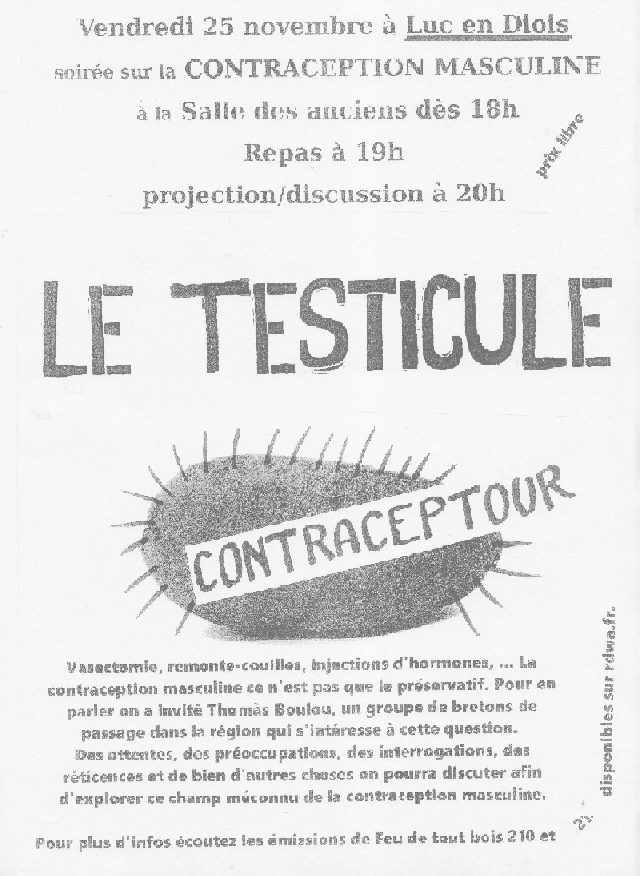 Vendredi 25 novembre à Luc en Diois
soirée sur la CONTRACEPTION MASCULINE
à la Salle des anciens dès 18h
Repas à 19h
prix libre
projection/discussion à 20h
LE TESTICULE
CONTRACEPTOUR
Vasectomie, remonte-couilles, injections d'hormones, ... La
contraception masculine ce n'est pas que le préservatif. Pour en
parler on a invité Thomas Boulou, un groupe de bretons de
passage dans la région qui s'intéresse à cette question.
Des attentes, des préoccupations, des interrogations, des
réticences et de bien d'autres choses on pourra discuter afin
d'explorer ce champ méconnu de la contraception masculine.
Pour plus d'infos écoutez les émissions de Feu de tout bois 210 et
disponibles sur rdwa.fr.